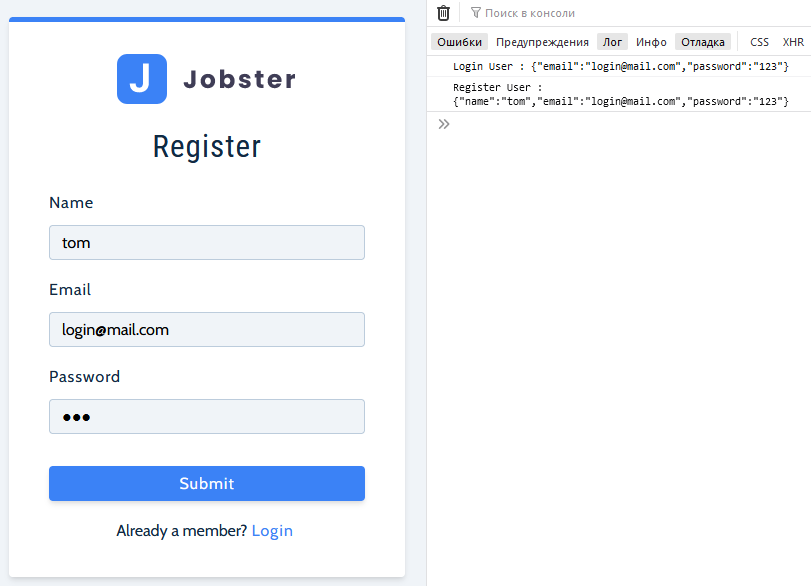 J Jobster
Register
Name
tom
Email
login@mail.com
Password
●●●
Submit
Already a member? Login
Поиск в консоли
Ошибки Предупреждения Лог Инфо Отладка CSS XHR
Login User : {"email":"login@mail.com","password":"123"}
Register User :
{"name":"tom","email":"login@mail.com","password":"123"}